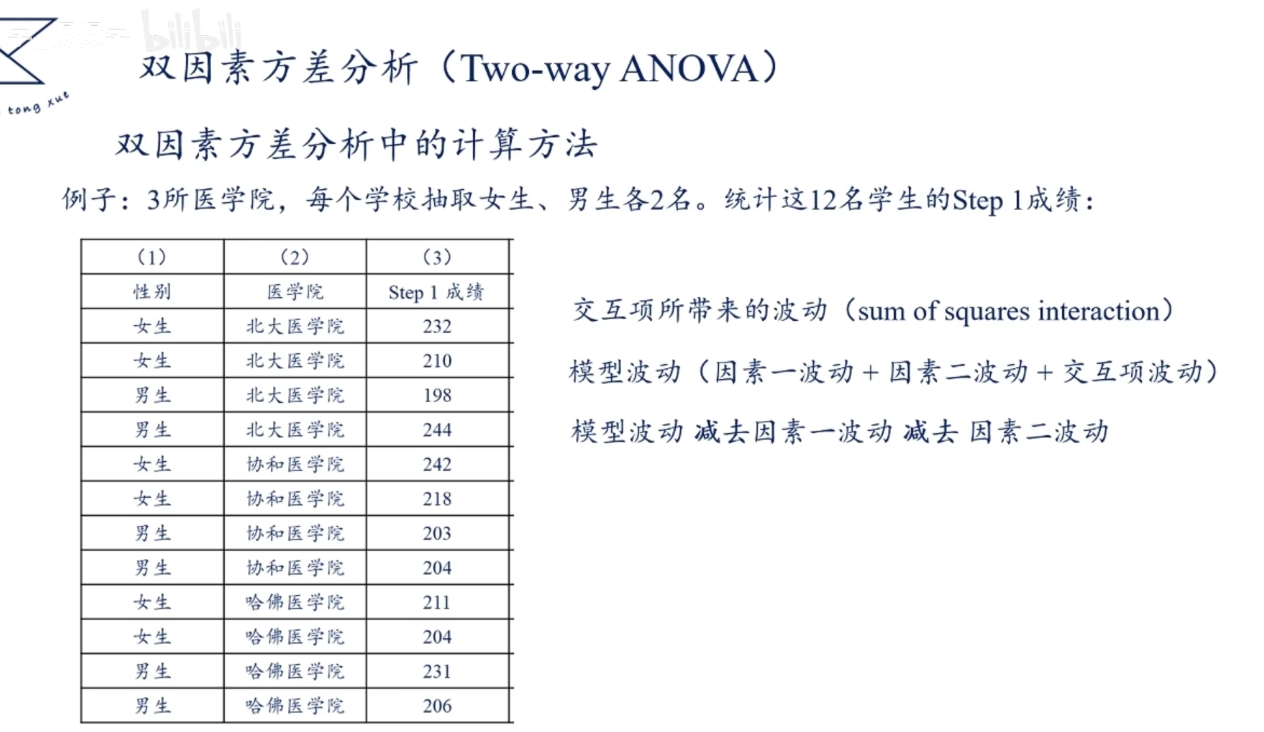 bilibili
tong xue
双因素方差分析（Two-way ANOVA）
双因素方差分析中的计算方法
例子：3所医学院，每个学校抽取女生、男生各2名。统计这12名学生的Step 1成绩：
（1） （2） （3）
性别 医学院 Step 1 成绩
女生 北大医学院 232
女生 北大医学院 210
男生 北大医学院 198
男生 北大医学院 244
女生 协和医学院 242
女生 协和医学院 218
男生 协和医学院 203
男生 协和医学院 204
女生 哈佛医学院 211
女生 哈佛医学院 204
男生 哈佛医学院 231
男生 哈佛医学院 206
交互项所带来的波动（sum of squares interaction）
模型波动（因素一波动 + 因素二波动 + 交互项波动）
模型波动 减去因素一波动 减去 因素二波动